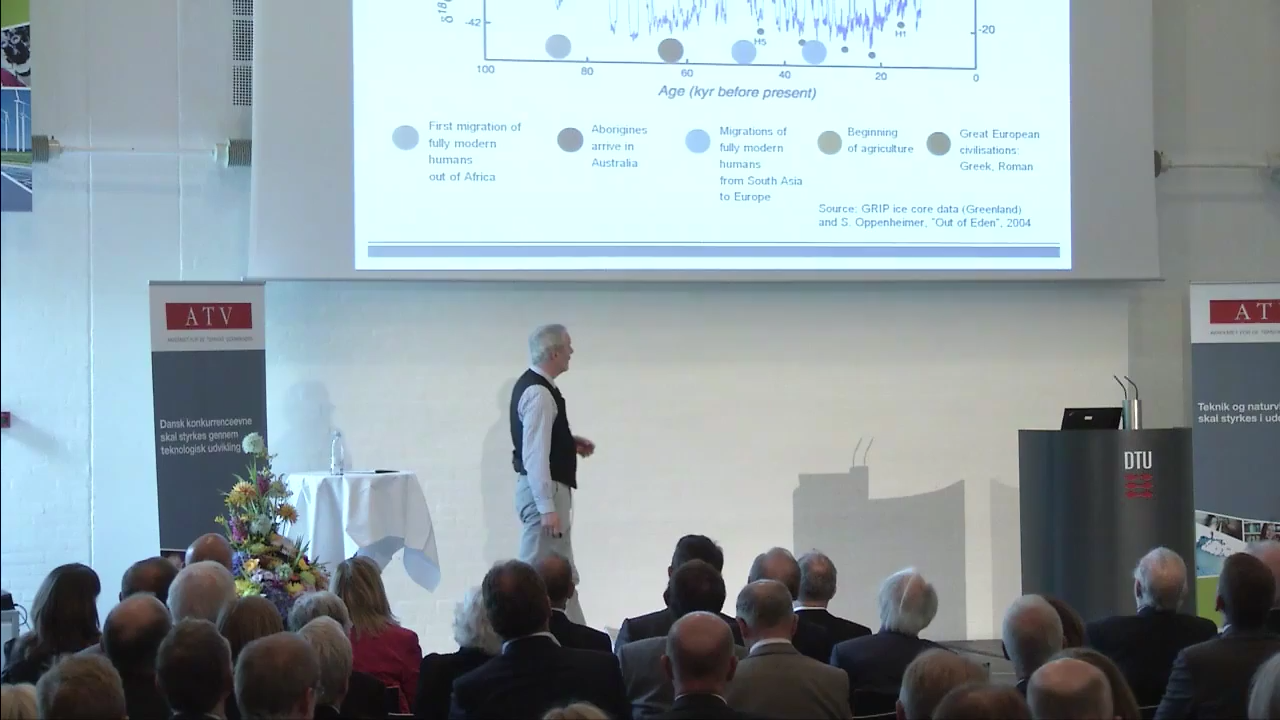 δ18
-42
H5
H1
-20
100
80
60
40
20
0
Age (kyr before present)
First migration of
fully modern
humans
out of Africa
Aborigines
arrive in
Australia
Migrations of
fully modern
humans
from South Asia
to Europe
Beginning
of agriculture
Great European
civilisations:
Greek, Roman
Source: GRIP ice core data (Greenland)
and S. Oppenheimer, "Out of Eden", 2004
ATV
Dansk konkurrenceevne
skal styrkes gennem
teknologisk udvikling
DTU
AT
Teknik og naturv
skal styrkes i ud